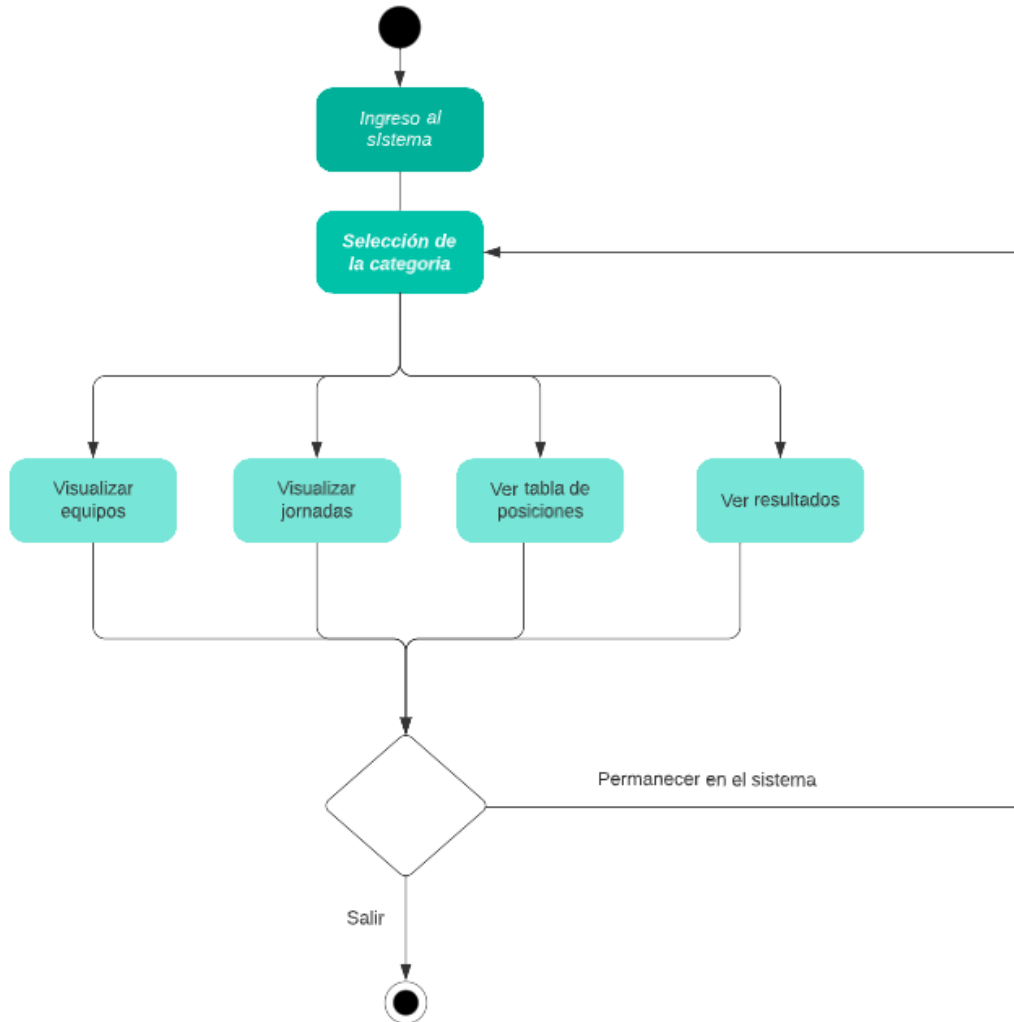 Ingreso al
sistema
Selección de
la categoria
Visualizar
equipos
Visualizar
jornadas
Ver tabla de
posiciones
Ver resultados
Permanecer en el sistema
Salir